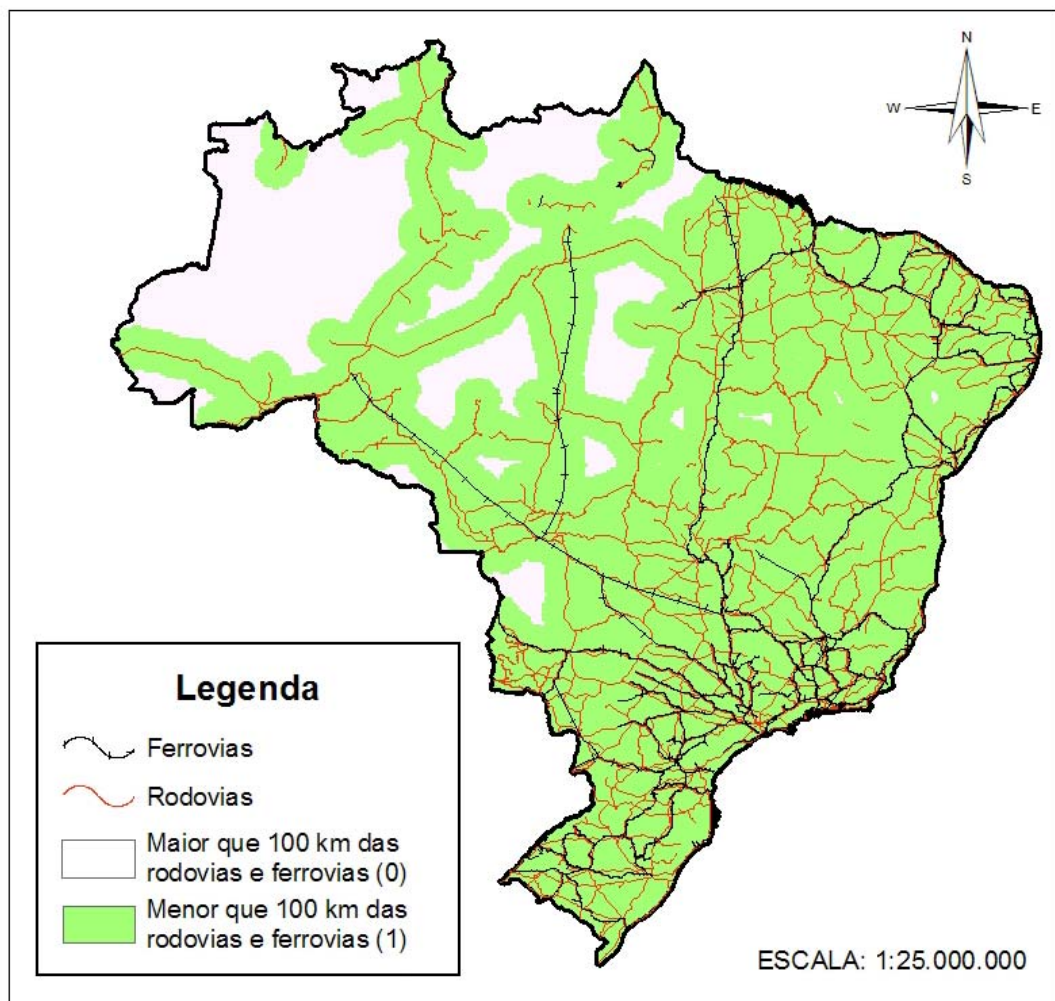 N
W
E
S
Legenda
Ferrovias
Rodovias
Maior que 100 km das
rodovias e ferrovias (0)
Menor que 100 km das
rodovias e ferrovias (1)
ESCALA: 1:25.000.000